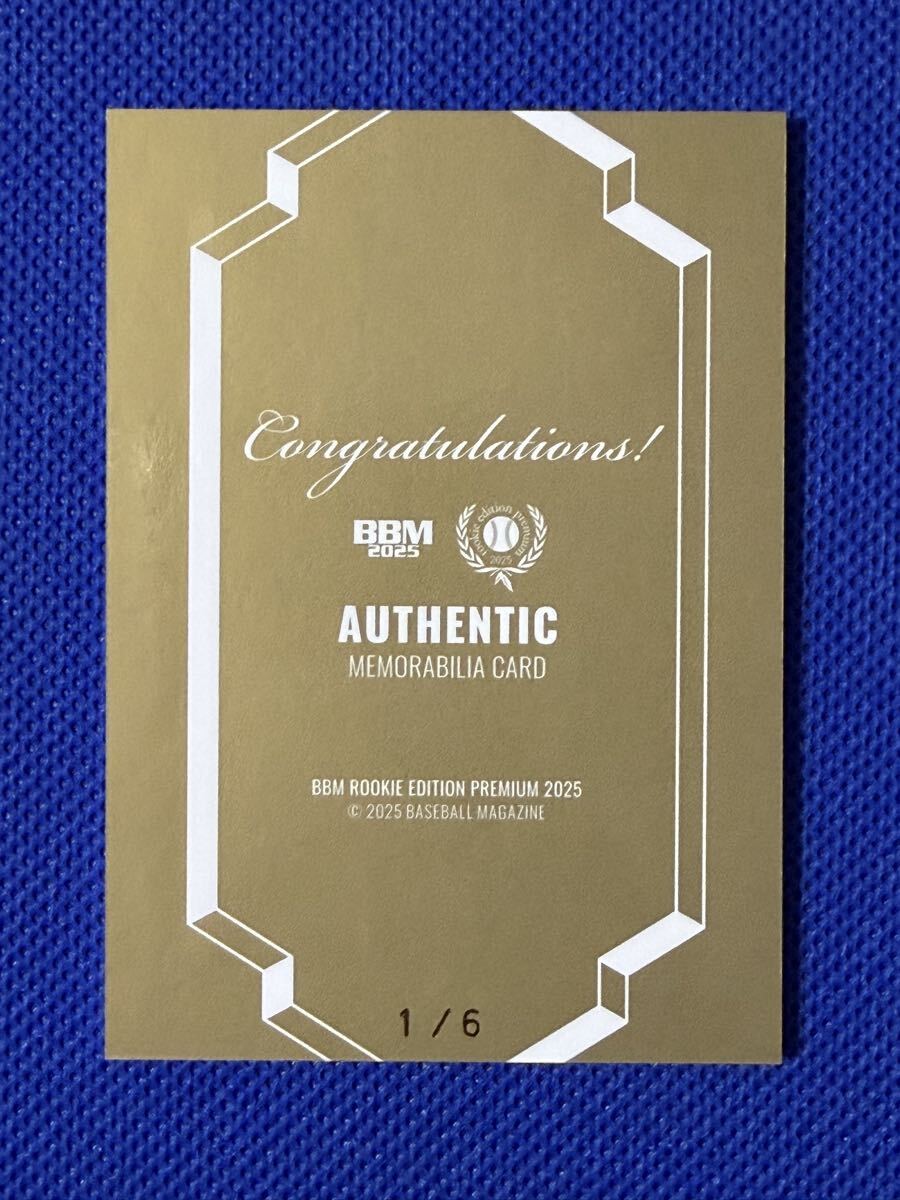 Congratulations!
BBM
2025
rookie edition premium
2025
AUTHENTIC
MEMORABILIA CARD
BBM ROOKIE EDITION PREMIUM 2025
© 2025 BASEBALL MAGAZINE
1 / 6